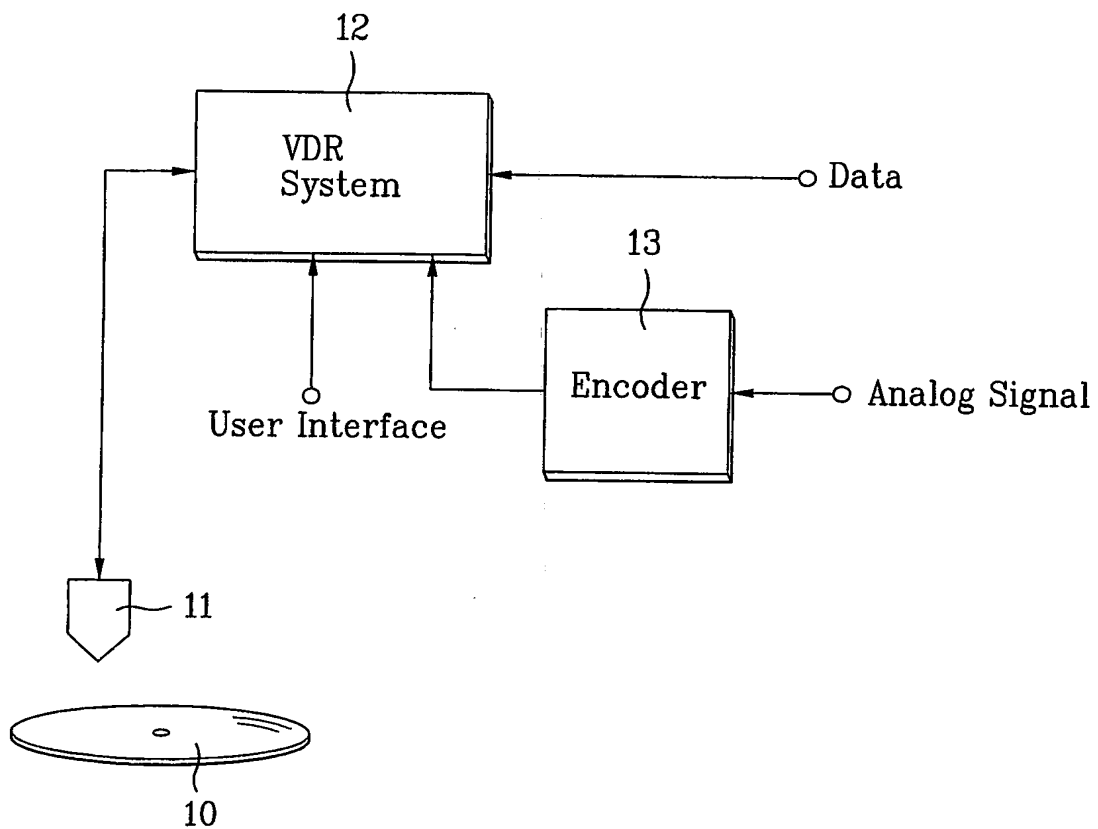 12
VDR
System
Data
13
Encoder
Analog Signal
User Interface
11
10